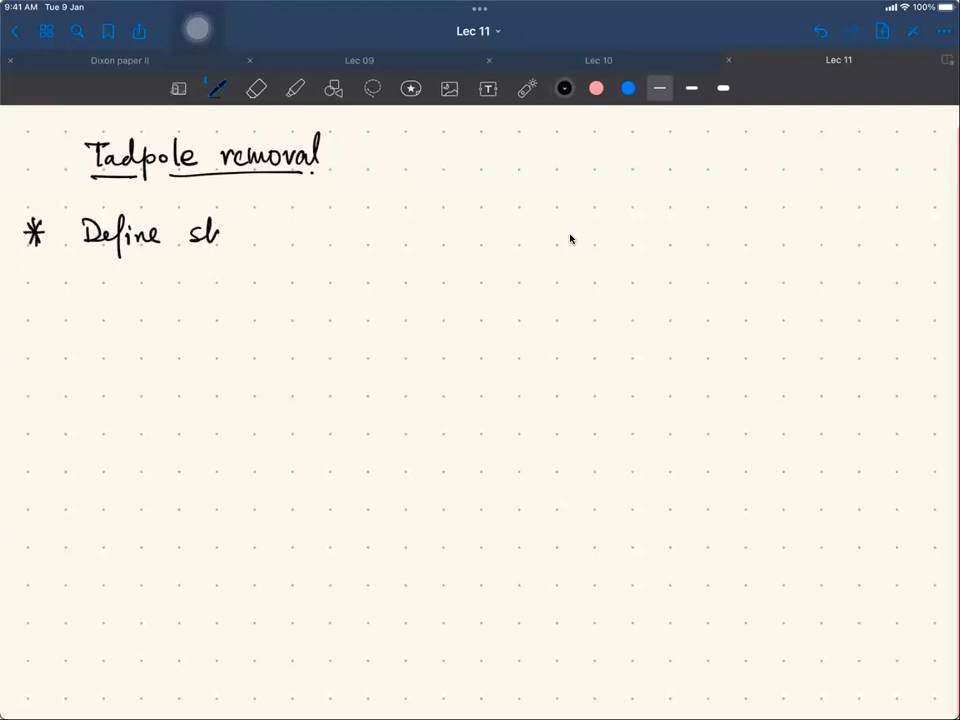 9:41 AM Tue 9 Jan
100%
Lec 11
Dixon paper II
Lec 09
Lec 10
Lec 11
Tadpole removal
* Define sh